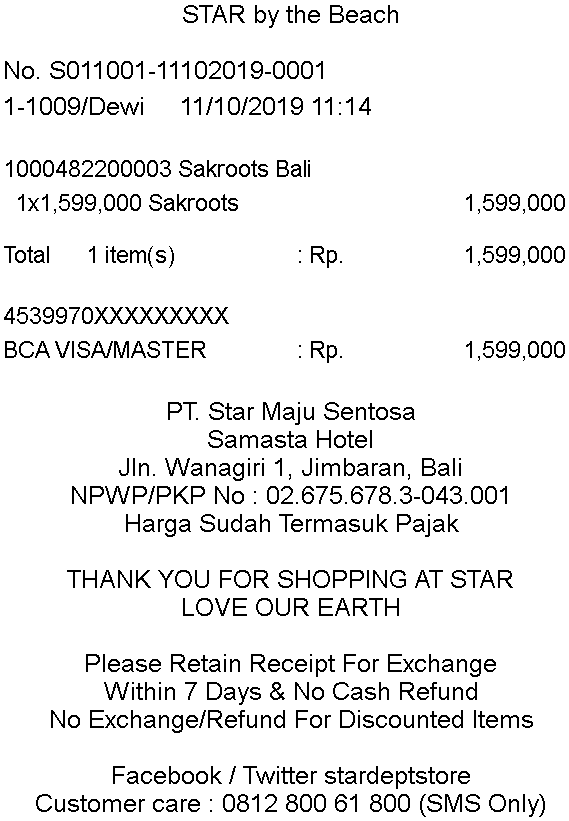 STAR by the Beach
No. S011001-11102019-0001
1-1009/Dewi 11/10/2019 11:14
1000482200003 Sakroots Bali
1x1,599,000 Sakroots 1,599,000
Total 1 item(s) : Rp. 1,599,000
4539970XXXXXXXXX
BCA VISA/MASTER : Rp. 1,599,000
PT. Star Maju Sentosa
Samasta Hotel
Jln. Wanagiri 1, Jimbaran, Bali
NPWP/PKP No : 02.675.678.3-043.001
Harga Sudah Termasuk Pajak
THANK YOU FOR SHOPPING AT STAR
LOVE OUR EARTH
Please Retain Receipt For Exchange
Within 7 Days & No Cash Refund
No Exchange/Refund For Discounted Items
Facebook / Twitter stardeptstore
Customer care : 0812 800 61 800 (SMS Only)